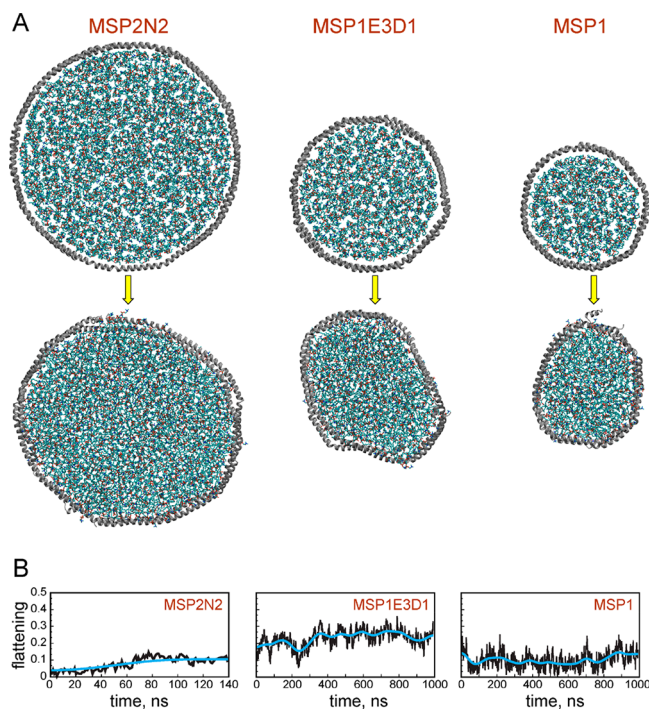 A
MSP2N2 MSP1E3D1 MSP1
B
flattening
0.5
0.4
0.3
0.2
0.1
0
MSP2N2 MSP1E3D1 MSP1
0 20 40 60 80 100 120 140 0 200 400 600 800 1000 0 200 400 600 800 1000
time, ns time, ns time, ns